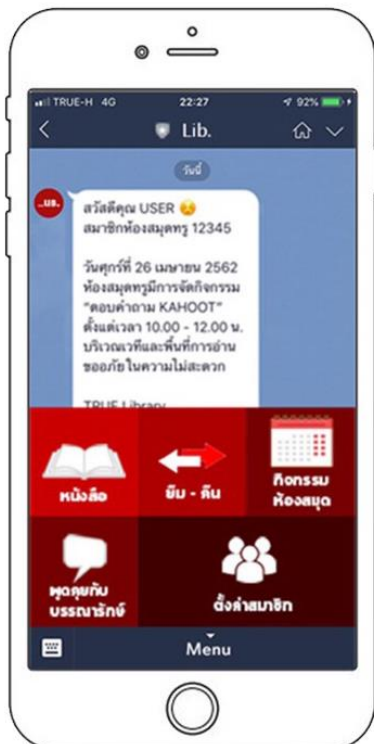 TRUE-H 4G 22:27 92%
Lib.
วันนี้
สวัสดีคุณ USER
สมาชิกห้องสมุดทรู 12345
วันศุกร์ที่ 26 เมษายน 2562
ห้องสมุดทรูมีการจัดกิจกรรม
"ตอบคำถาม KAHOOT"
ตั้งแต่เวลา 10.00 - 12.00 น.
บริเวณเวทีและพื้นที่การอ่าน
ขออภัยในความไม่สะดวก
TRUE Library
หนังสือ
ยืม - คืน
กิจกรรม
ห้องสมุด
พูดคุยกับ
บรรณารักษ์
ตั้งค่าสมาชิก
Menu